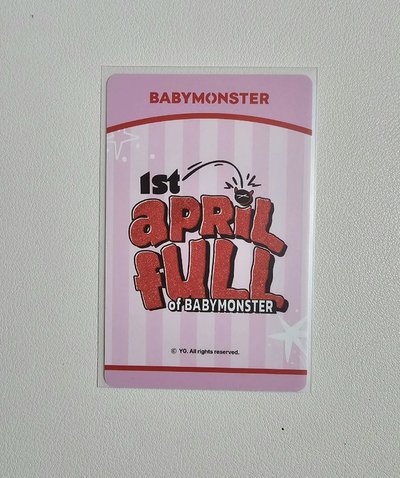 BABYMONSTER
1st
APRIL
FULL
of BABYMONSTER
© YG. All rights reserved.